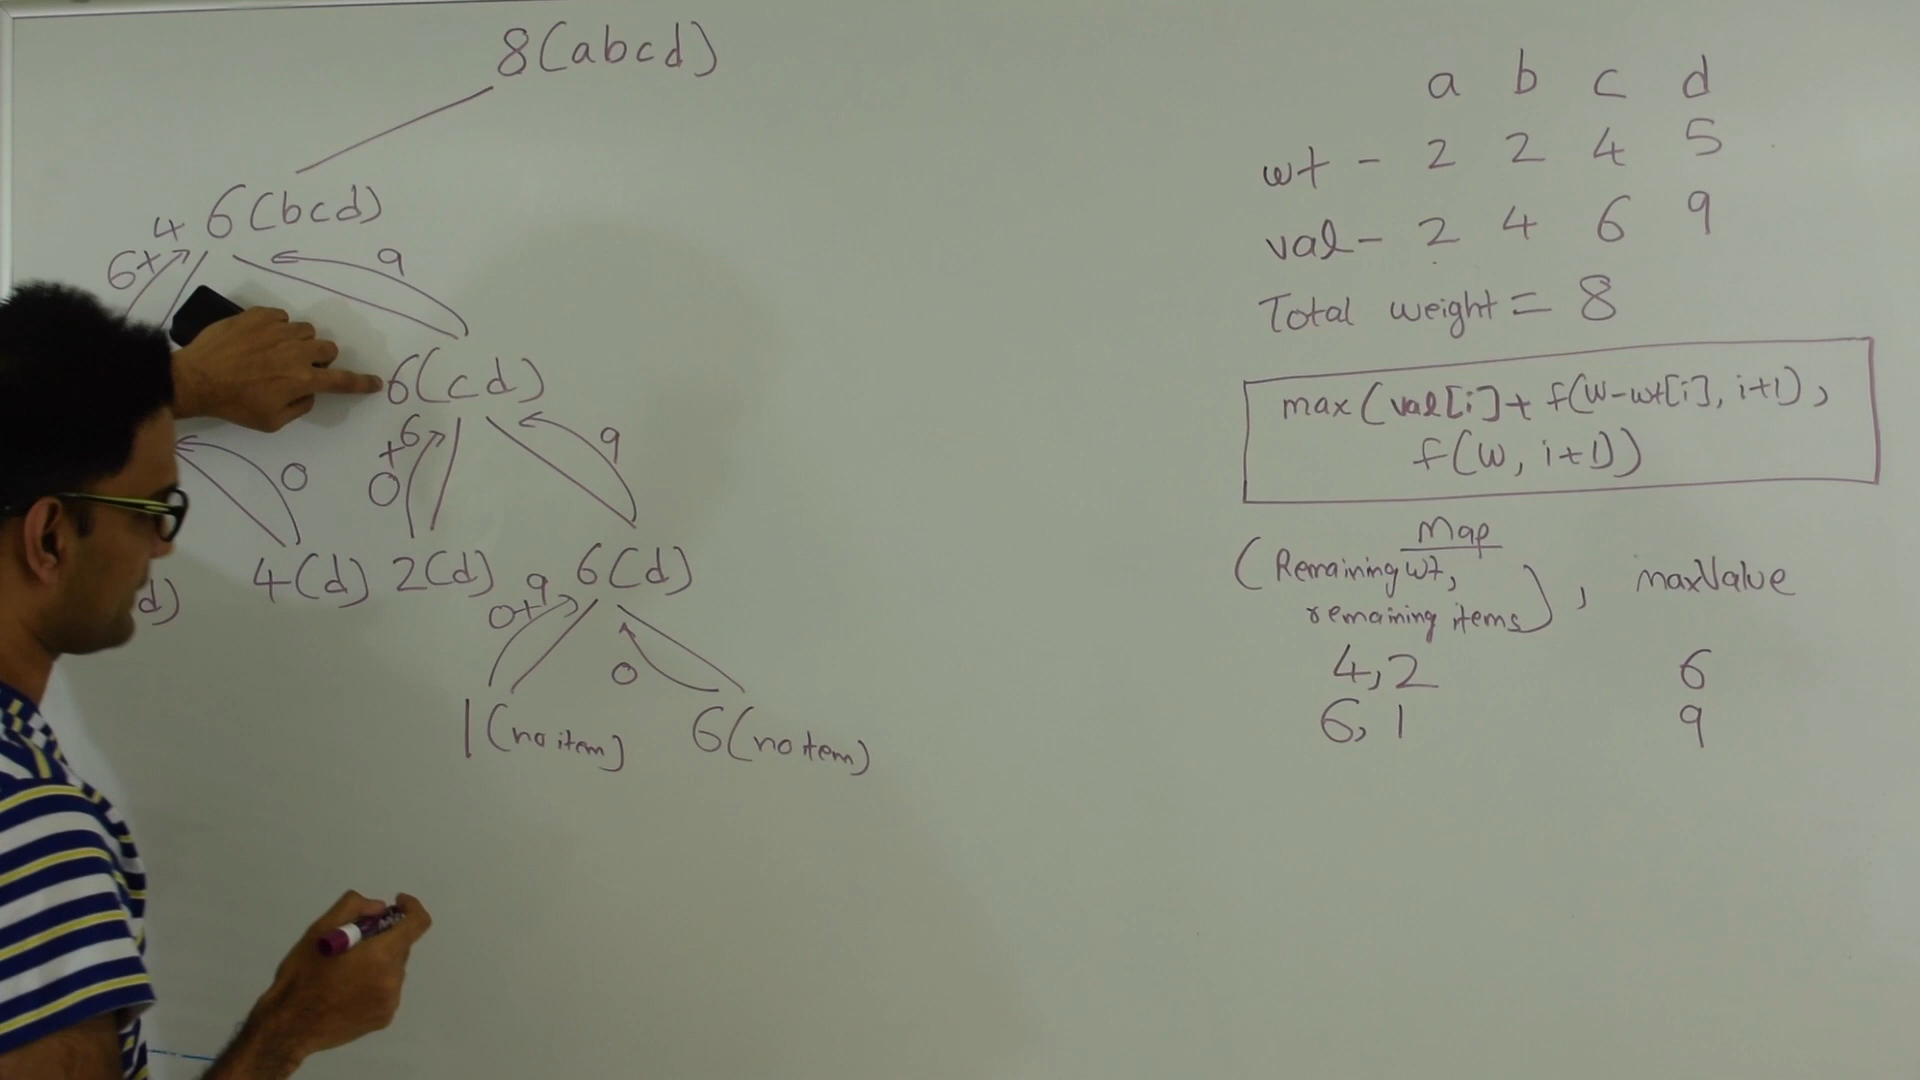 8(abcd)
4 6(bcd)
6+
9
6(cd)
+6
0
9
0
d)
4(d)
2(d)
6(d)
0+9
0
1(no item)
6(no tem)
a b c d
wt - 2 2 4 5
val - 2 4 6 9
Total weight = 8
max(val[i]+ f(W-wt[i], i+1),
f(W, i+1))
Map
(Remaining wt,
remaining items), maxValue
4,2 6
6,1 9